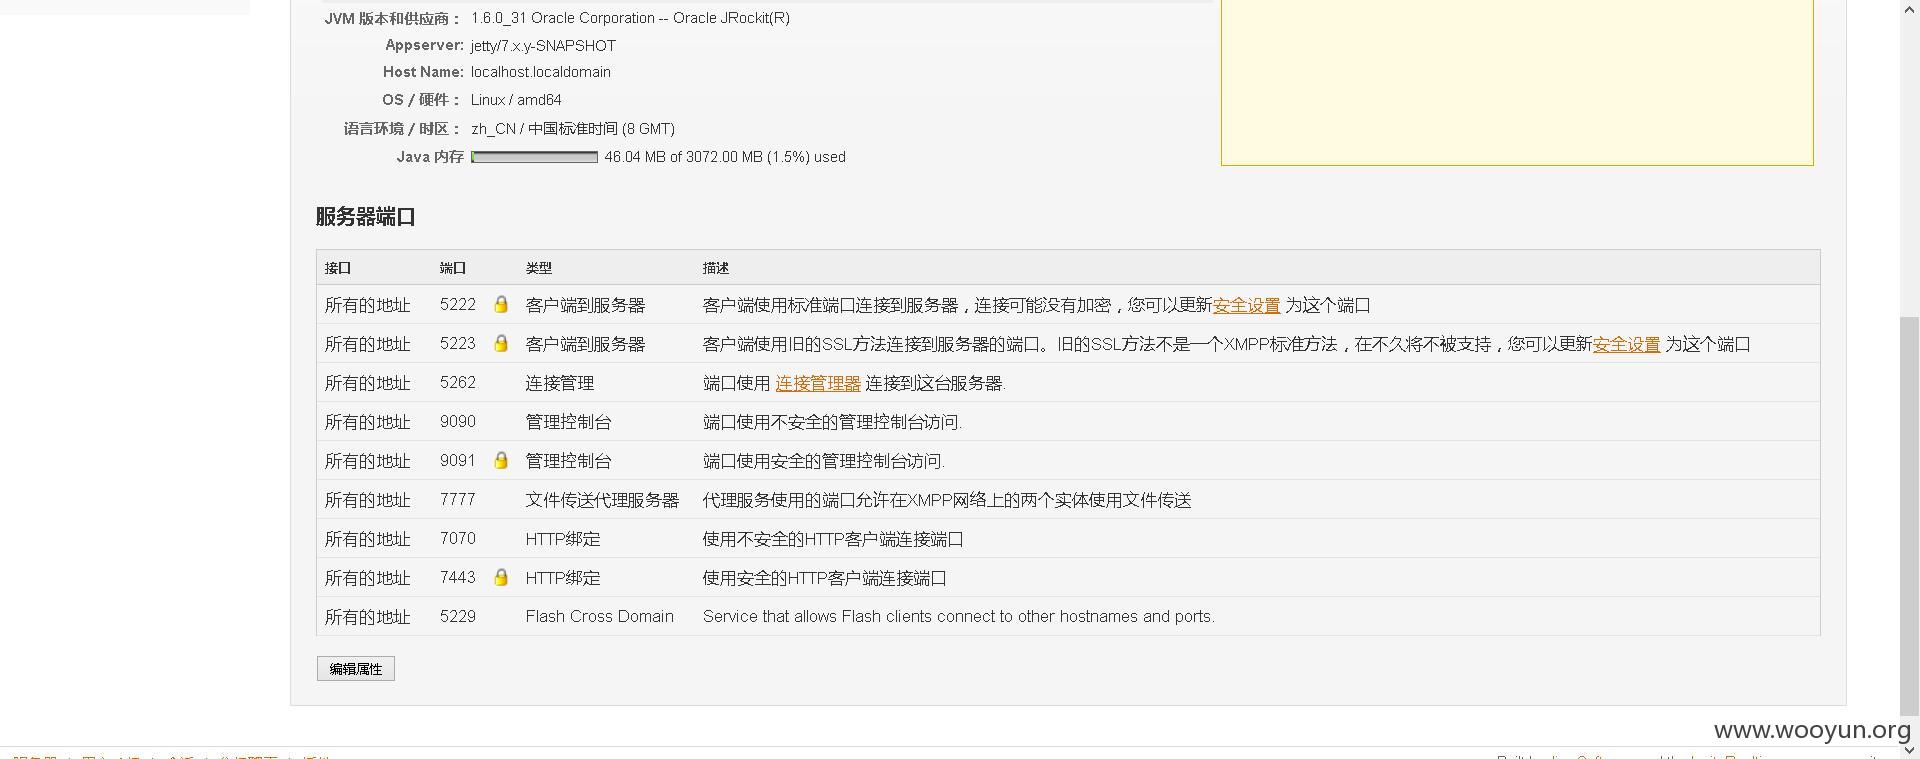 JVM 版本和供应商： 1.6.0_31 Oracle Corporation -- Oracle JRockit(R)
Appserver: jetty/7.x.y-SNAPSHOT
Host Name: localhost.localdomain
OS / 硬件： Linux / amd64
语言环境 / 时区： zh_CN / 中国标准时间 (8 GMT)
Java 内存 46.04 MB of 3072.00 MB (1.5%) used
服务器端口
接口 端口 类型 描述
所有的地址 5222 客户端到服务器 客户端使用标准端口连接到服务器，连接可能没有加密，您可以更新安全设置 为这个端口
所有的地址 5223 客户端到服务器 客户端使用旧的SSL方法连接到服务器的端口。旧的SSL方法不是一个XMPP标准方法，在不久将不被支持，您可以更新安全设置 为这个端口
所有的地址 5262 连接管理 端口使用 连接管理器 连接到这台服务器.
所有的地址 9090 管理控制台 端口使用不安全的管理控制台访问.
所有的地址 9091 管理控制台 端口使用安全的管理控制台访问.
所有的地址 7777 文件传送代理服务器 代理服务使用的端口允许在XMPP网络上的两个实体使用文件传送
所有的地址 7070 HTTP绑定 使用不安全的HTTP客户端连接端口
所有的地址 7443 HTTP绑定 使用安全的HTTP客户端连接端口
所有的地址 5229 Flash Cross Domain Service that allows Flash clients connect to other hostnames and ports.
编辑属性
www.wooyun.org